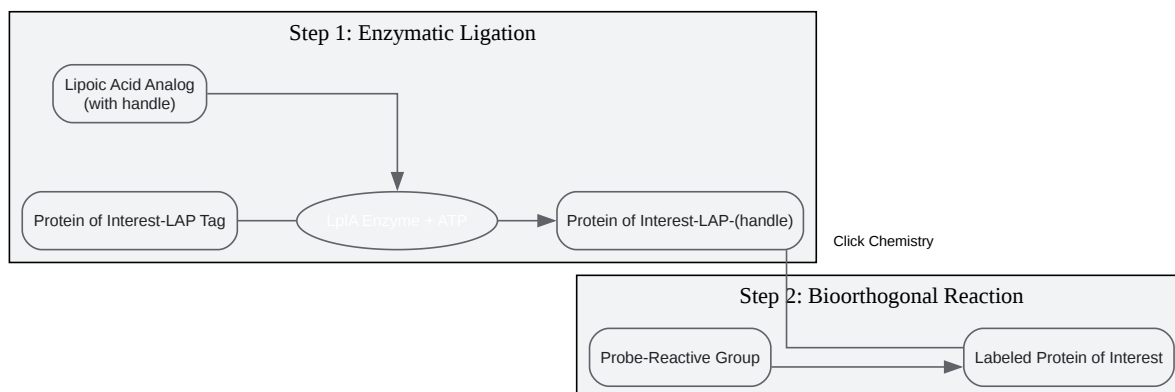 Step 1: Enzymatic Ligation
Lipoic Acid Analog
(with handle)
Protein of Interest-LAP Tag
LplA Enzyme + ATP
Protein of Interest-LAP-(handle)
Click Chemistry
Step 2: Bioorthogonal Reaction
Probe-Reactive Group
Labeled Protein of Interest